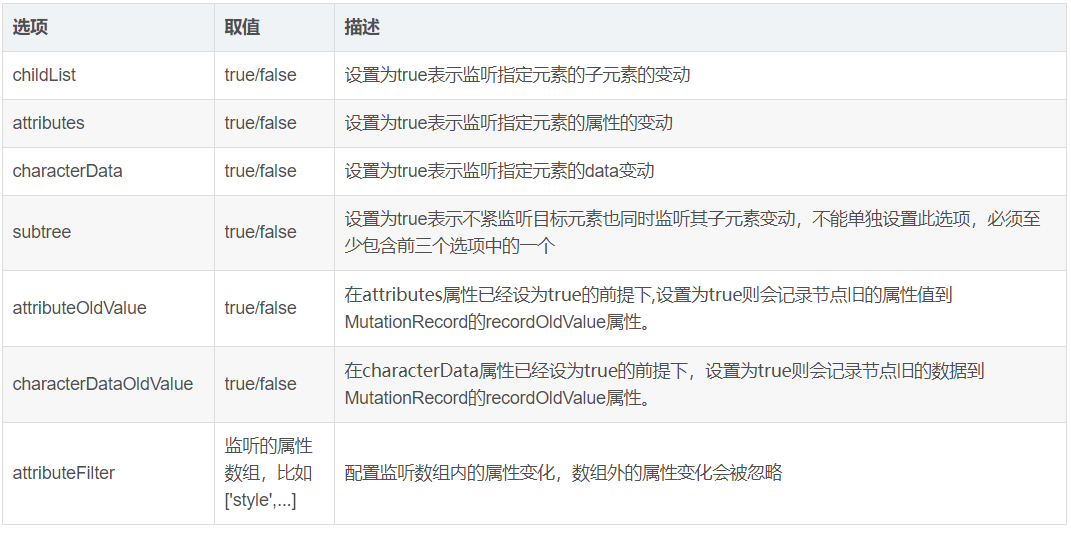 选项 取值 描述
childList true/false 设置为true表示监听指定元素的子元素的变动
attributes true/false 设置为true表示监听指定元素的属性的变动
characterData true/false 设置为true表示监听指定元素的data变动
subtree true/false 设置为true表示不紧监听目标元素也同时监听其子元素变动，不能单独设置此选项，必须至
少包含前三个选项中的一个
attributeOldValue true/false 在attributes属性已经设为true的前提下,设置为true则会记录节点旧的属性值到
MutationRecord的recordOldValue属性。
characterDataOldValue true/false 在characterData属性已经设为true的前提下，设置为true则会记录节点旧的数据到
MutationRecord的recordOldValue属性。
attributeFilter
监听的属性
数组，比如
['style',...]
配置监听数组内的属性变化，数组外的属性变化会被忽略